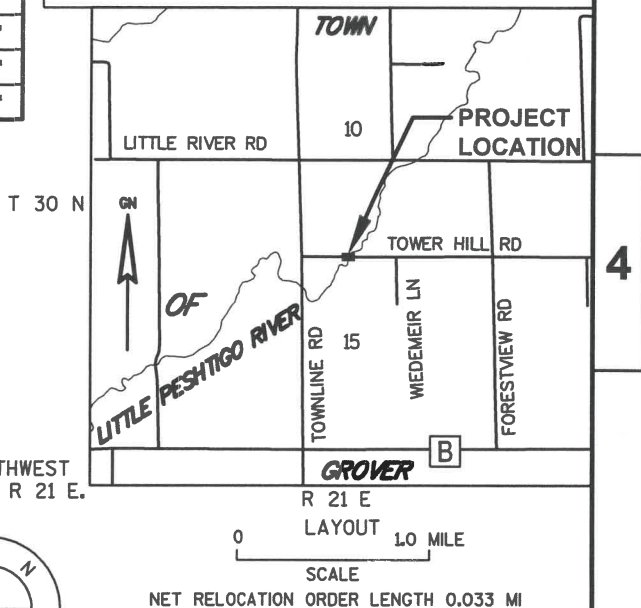 TOWN
10
PROJECT
LOCATION
LITTLE RIVER RD
T 30 N
GN
TOWER HILL RD
4
OF
LITTLE PESHTIGO RIVER
TOWNLINE RD
15
WIEDEMEIR LN
FORESTVIEW RD
B
THWEST
GROVER
R 21 E.
R 21 E
LAYOUT
0 1.0 MILE
SCALE
N
NET RELOCATION ORDER LENGTH 0.033 MI